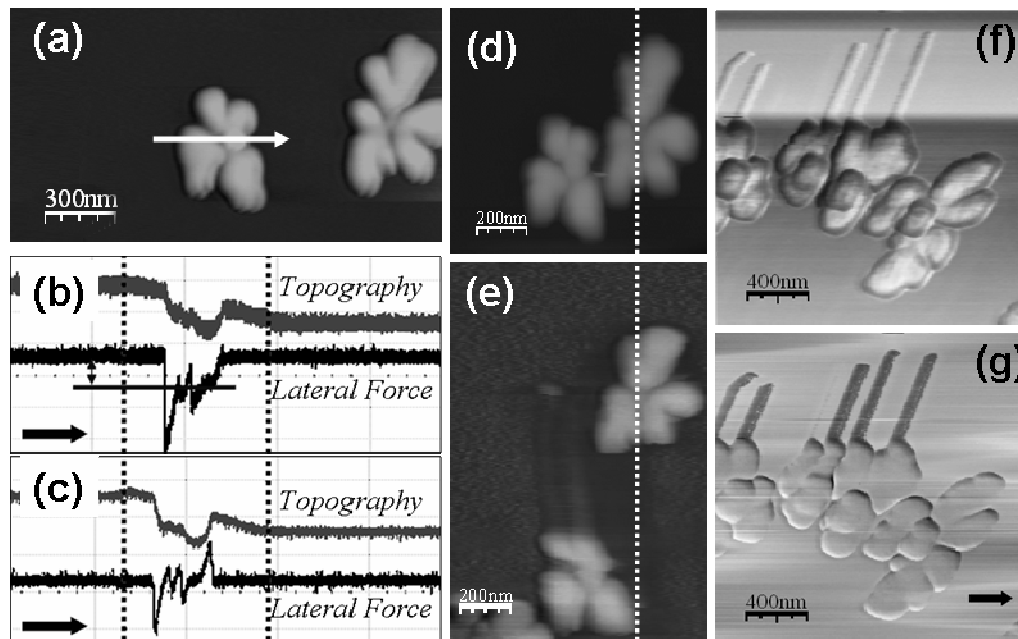 (a)
300nm
(b)
Topography
Lateral Force
(c)
Topography
Lateral Force
(d)
200nm
(e)
200nm
(f)
400nm
(g)
400nm